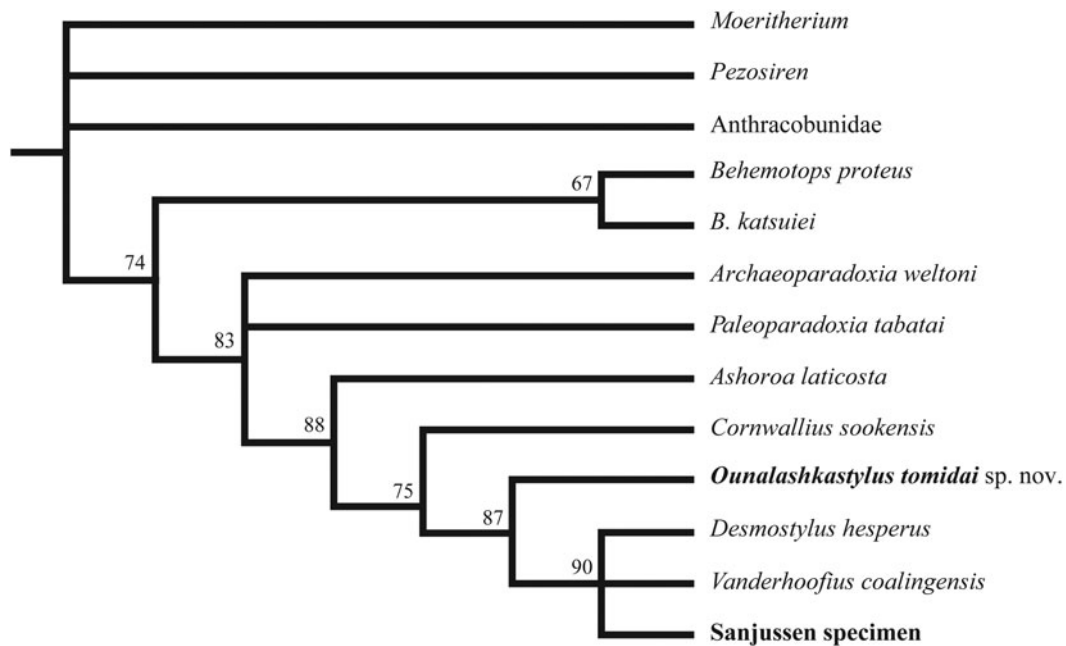 Moeritherium
Pezosiren
Anthracobunidae
Behemotops proteus
67
B. katsuiei
74
Archaeoparadoxia weltoni
Paleoparadoxia tabatai
83
Ashoroa laticosta
88
Cornwallius sookensis
75
Ounalashkastylus tomidai sp. nov.
87
Desmostylus hesperus
90
Vanderhoofius coalingensis
Sanjussen specimen